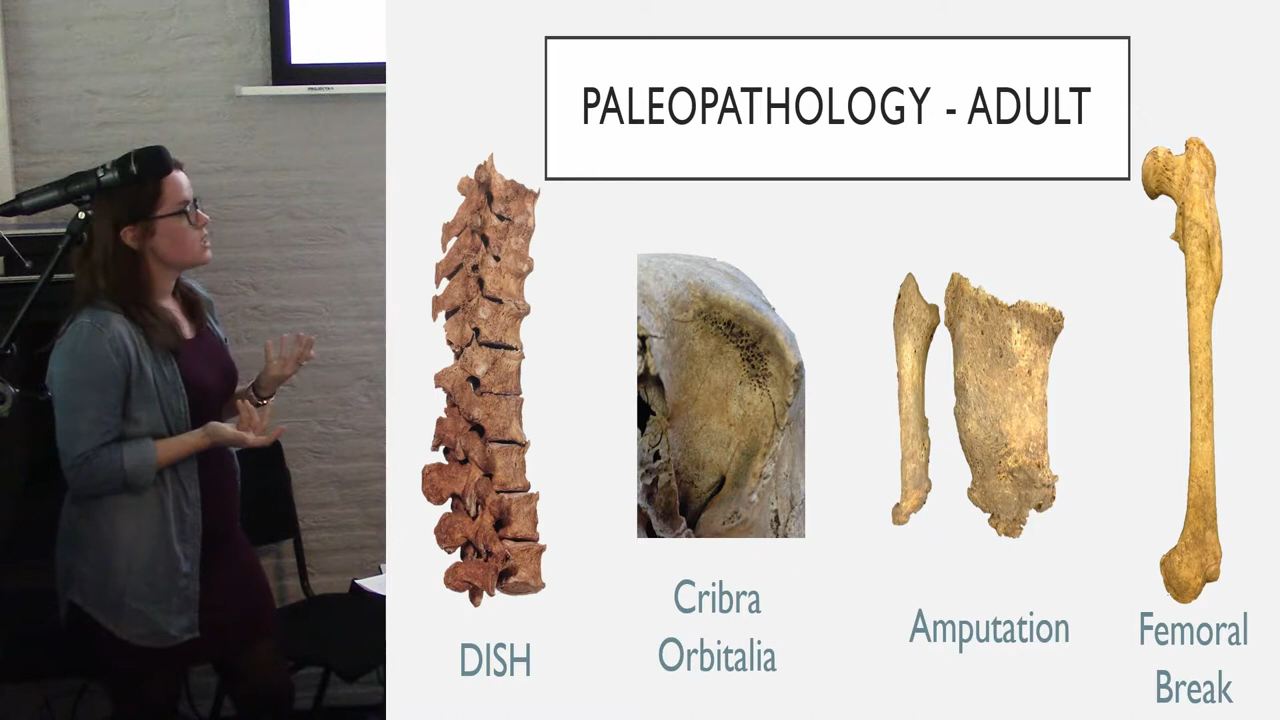 PALEOPATHOLOGY - ADULT
DISH
Cribra
Orbitalia
Amputation
Femoral
Break